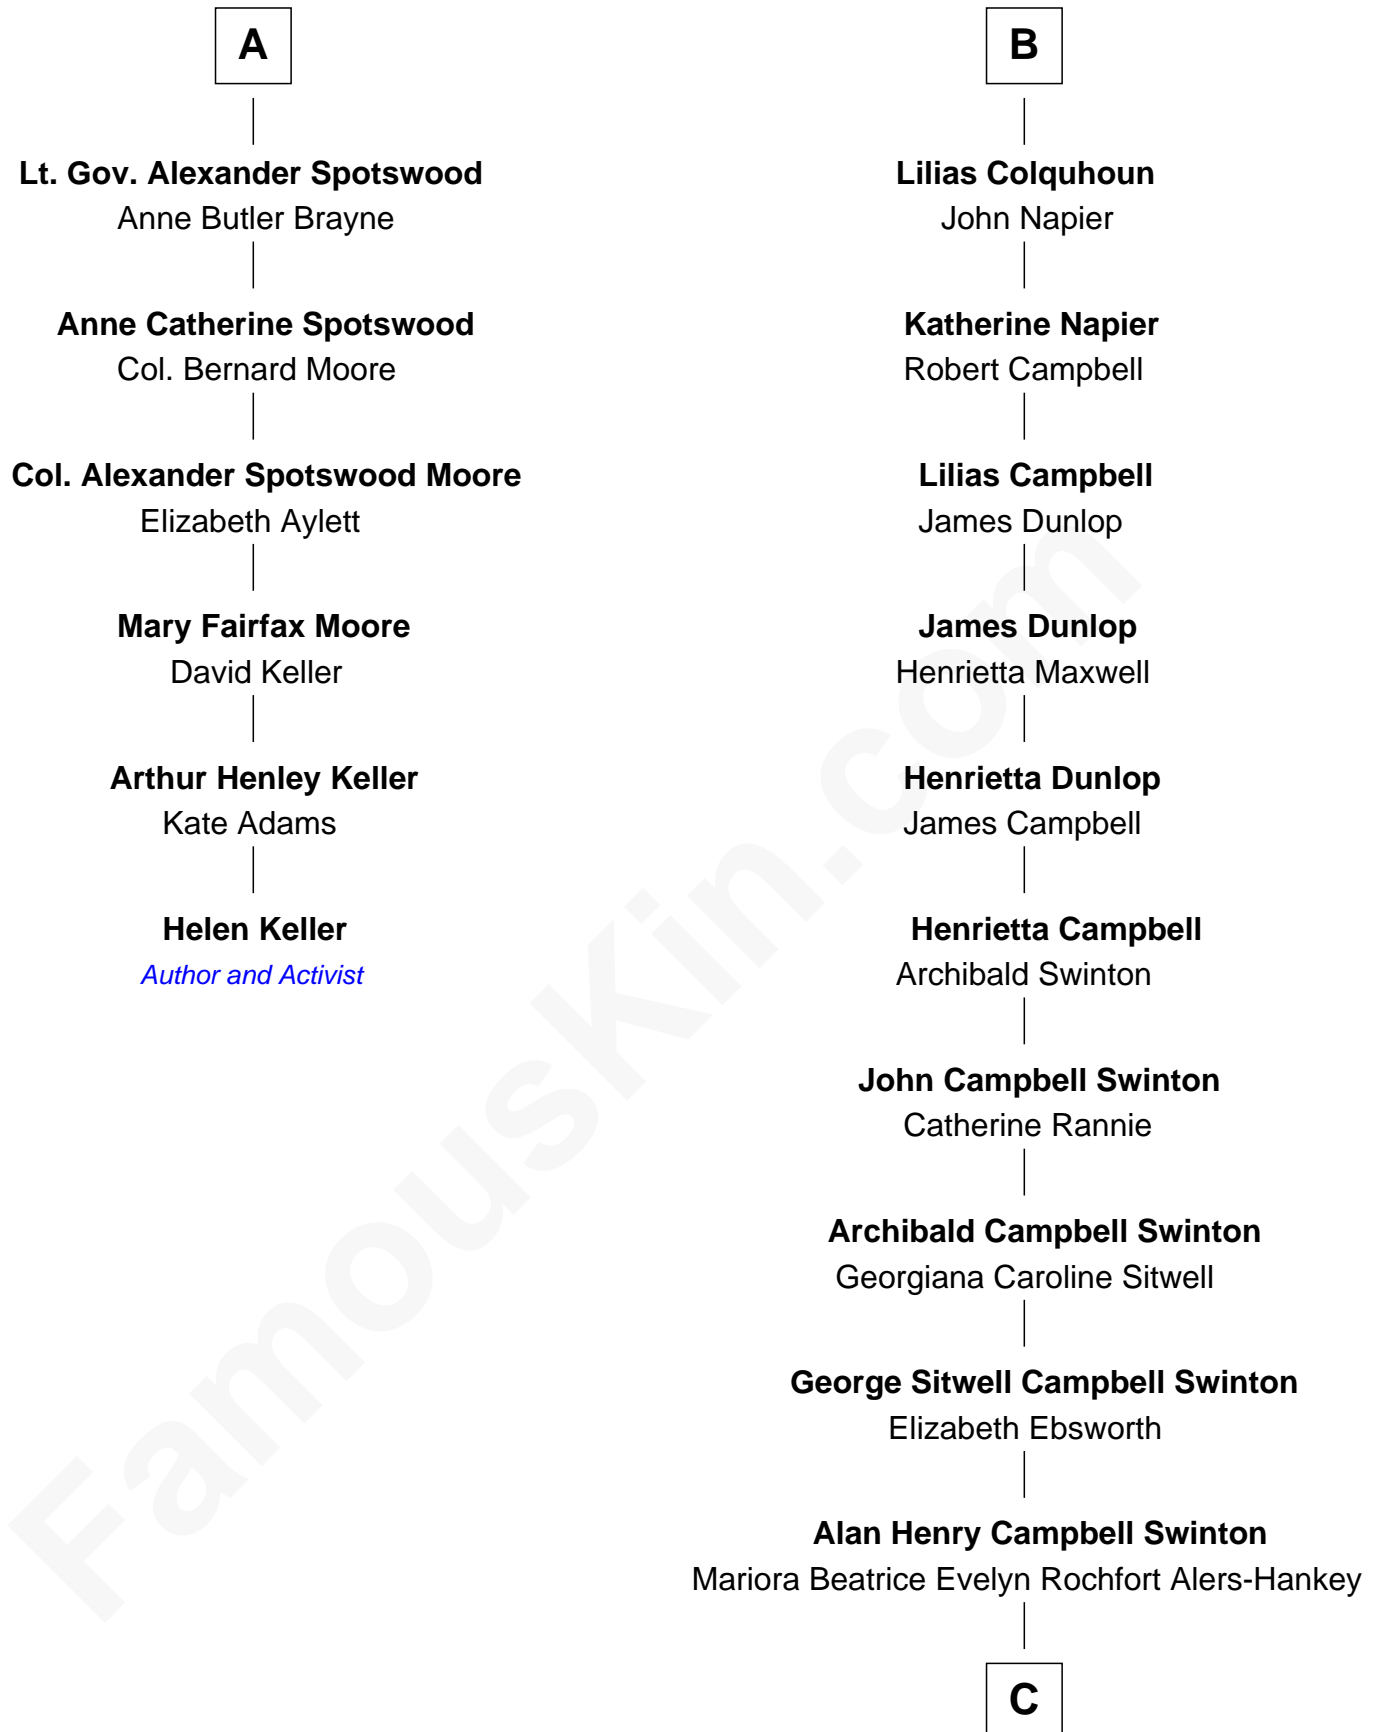 A
Lt. Gov. Alexander Spotswood
Anne Butler Brayne
Anne Catherine Spotswood
Col. Bernard Moore
Col. Alexander Spotswood Moore
Elizabeth Aylett
Mary Fairfax Moore
David Keller
Arthur Henley Keller
Kate Adams
Helen Keller
Author and Activist
B
Lilias Colquhoun
John Napier
Katherine Napier
Robert Campbell
Lilias Campbell
James Dunlop
James Dunlop
Henrietta Maxwell
Henrietta Dunlop
James Campbell
Henrietta Campbell
Archibald Swinton
John Campbell Swinton
Catherine Rannie
Archibald Campbell Swinton
Georgiana Caroline Sitwell
George Sitwell Campbell Swinton
Elizabeth Ebsworth
Alan Henry Campbell Swinton
Mariora Beatrice Evelyn Rochfort Alers-Hankey
C
FamousKin.com